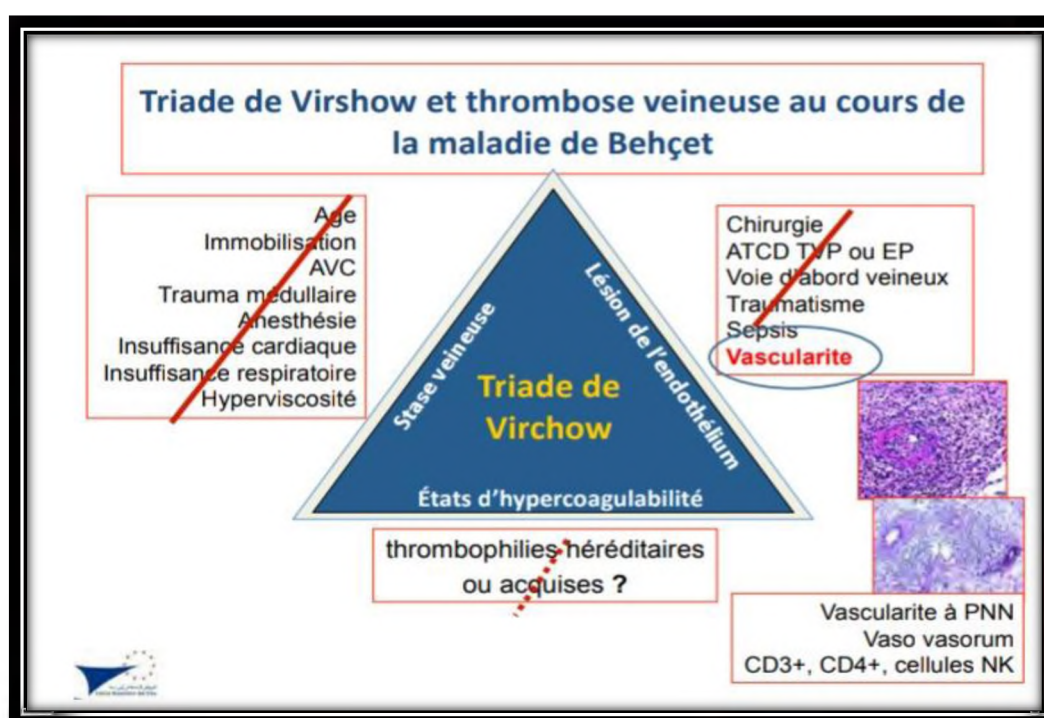 Triade de Virshow et thrombose veineuse au cours de
la maladie de Behçet
Age
Immobilisation
AVC
Trauma médullaire
Anesthésie
Insuffisance cardiaque
Insuffisance respiratoire
Hyperviscosité
Stase veineuse
Triade de
Virchow
Lésion de l'endothélium
États d'hypercoagulabilité
Chirurgie
ATCD TVP ou EP
Voie d'abord veineux
Traumatisme
Sepsis
Vascularite
thrombophilies héréditaires
ou acquises ?
Vascularite à PNN
Vaso vasorum
CD3+, CD4+, cellules NK